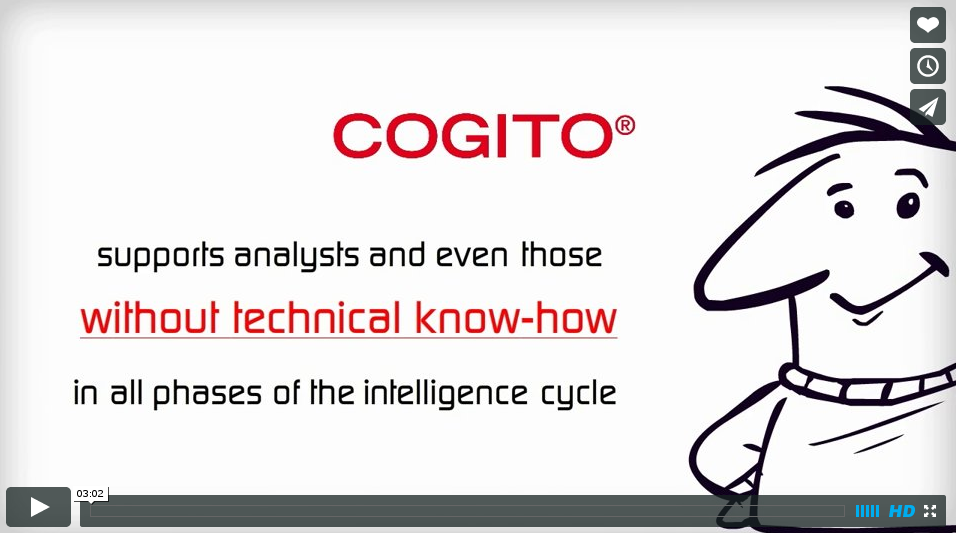 COGITO®
supports analysts and even those
without technical know-how
in all phases of the intelligence cycle
03:02
HD